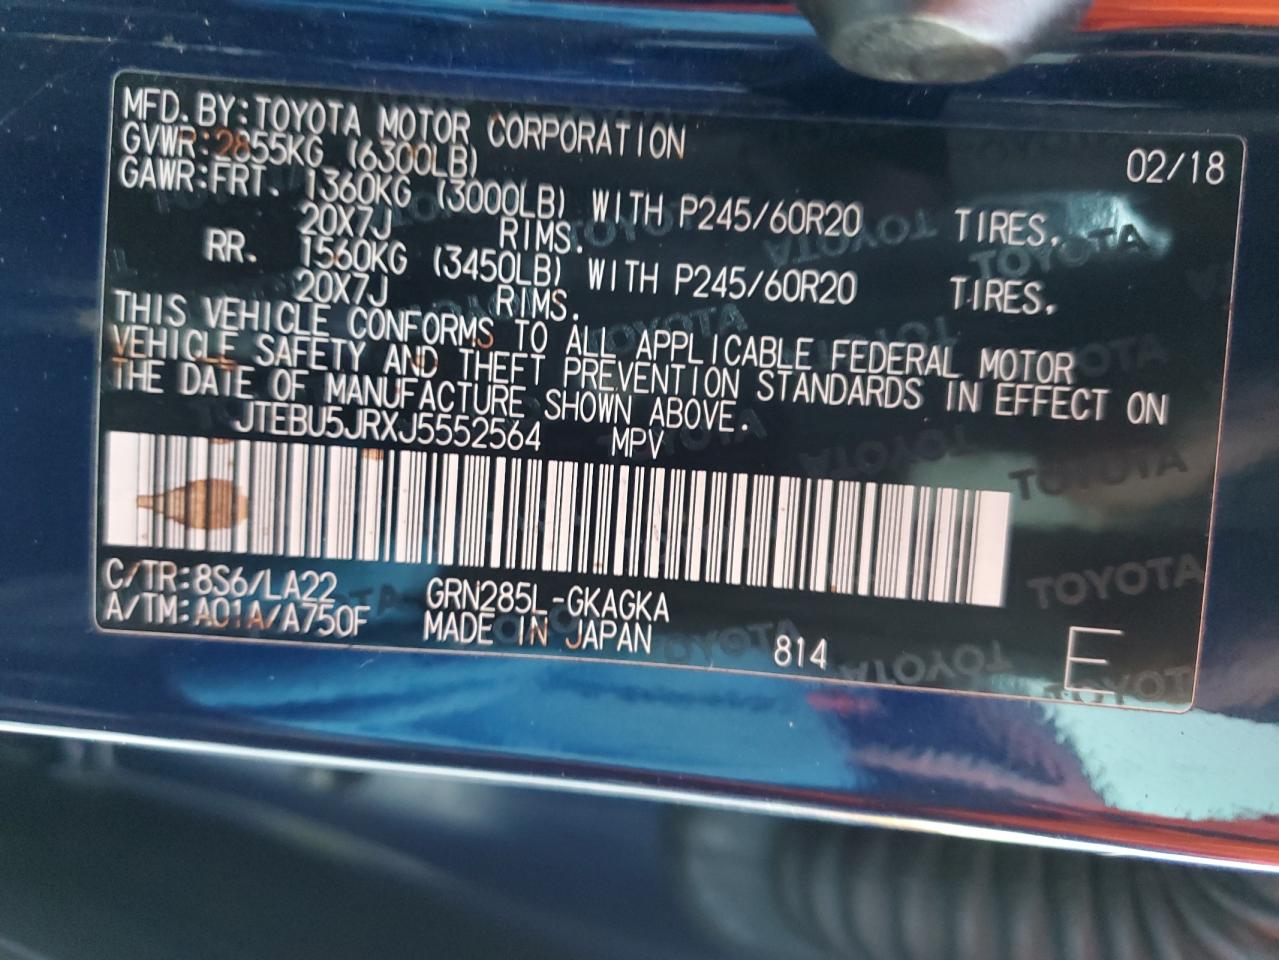 MFD. BY: TOYOTA MOTOR CORPORATION 02/18
GVWR: 2855KG (6300LB)
GAWR: FRT. 1360KG (3000LB) WITH P245/60R20 TIRES,
20X7J RIMS.
RR. 1560KG (3450LB) WITH P245/60R20 TIRES,
20X7J RIMS.
THIS VEHICLE CONFORMS TO ALL APPLICABLE FEDERAL MOTOR
VEHICLE SAFETY AND THEFT PREVENTION STANDARDS IN EFFECT ON
THE DATE OF MANUFACTURE SHOWN ABOVE.
JTEBU5JRXJ5552564 MPV
C/TR: 8S6/LA22 GRN285L-GKAGKA
A/TM: A01A/A750F MADE IN JAPAN 814 E